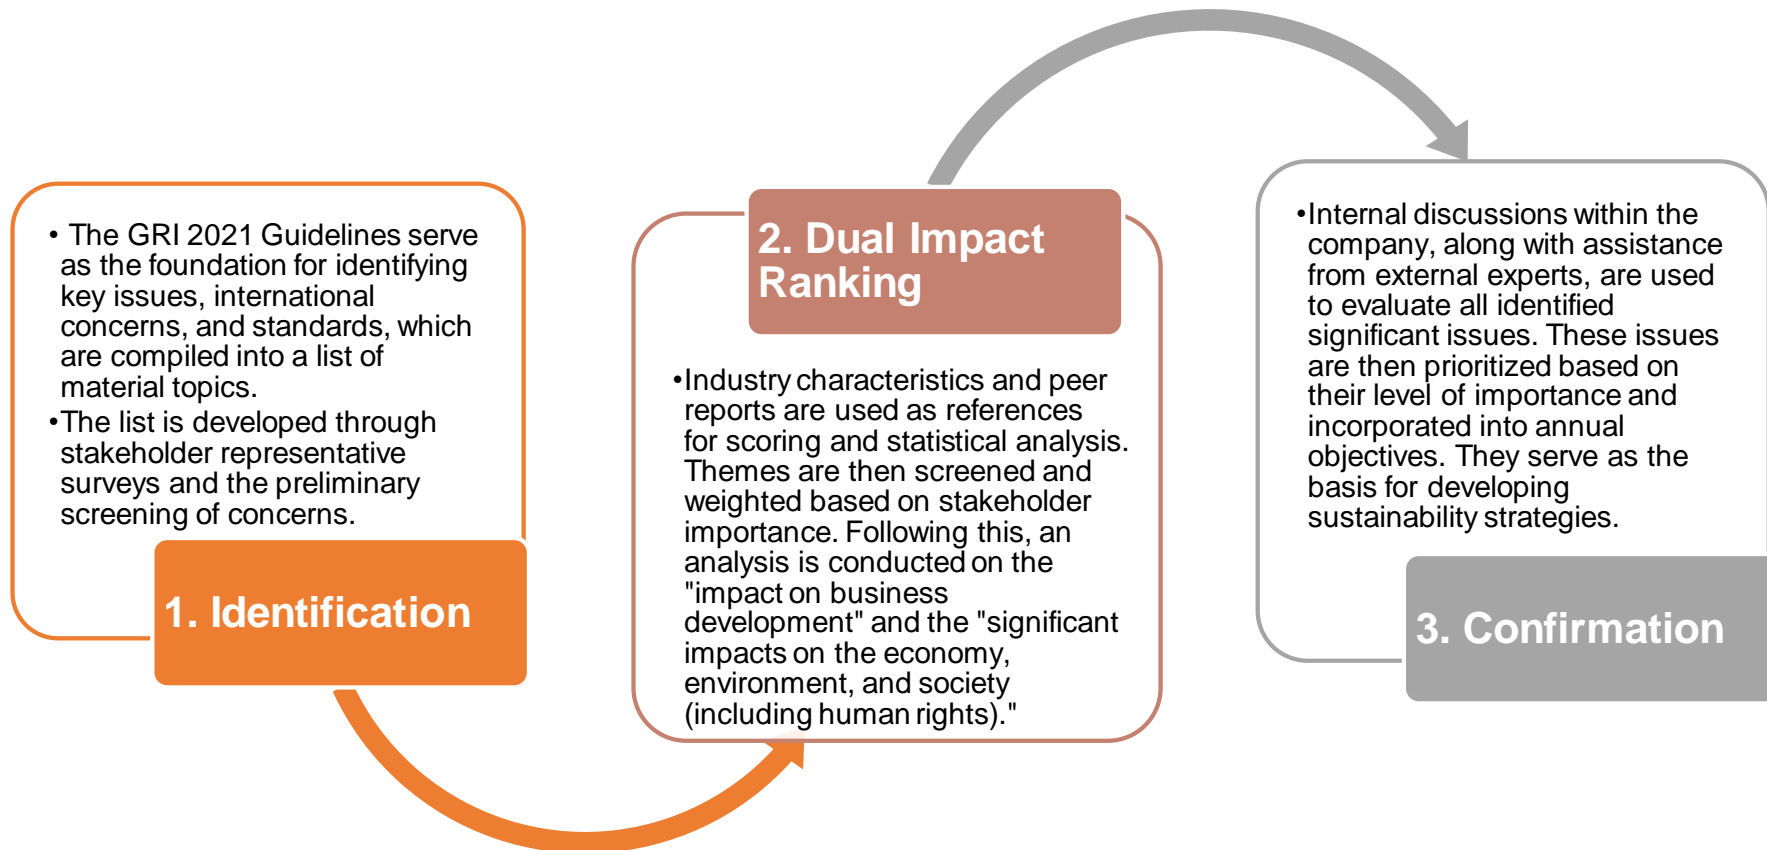 • The GRI 2021 Guidelines serve
as the foundation for identifying
key issues, international
concerns, and standards, which
are compiled into a list of
material topics.
•The list is developed through
stakeholder representative
surveys and the preliminary
screening of concerns.
1. Identification
2. Dual Impact
Ranking
•Industry characteristics and peer
reports are used as references
for scoring and statistical analysis.
Themes are then screened and
weighted based on stakeholder
importance. Following this, an
analysis is conducted on the
"impact on business
development" and the "significant
impacts on the economy,
environment, and society
(including human rights)."
•Internal discussions within the
company, along with assistance
from external experts, are used
to evaluate all identified
significant issues. These issues
are then prioritized based on
their level of importance and
incorporated into annual
objectives. They serve as the
basis for developing
sustainability strategies.
3. Confirmation